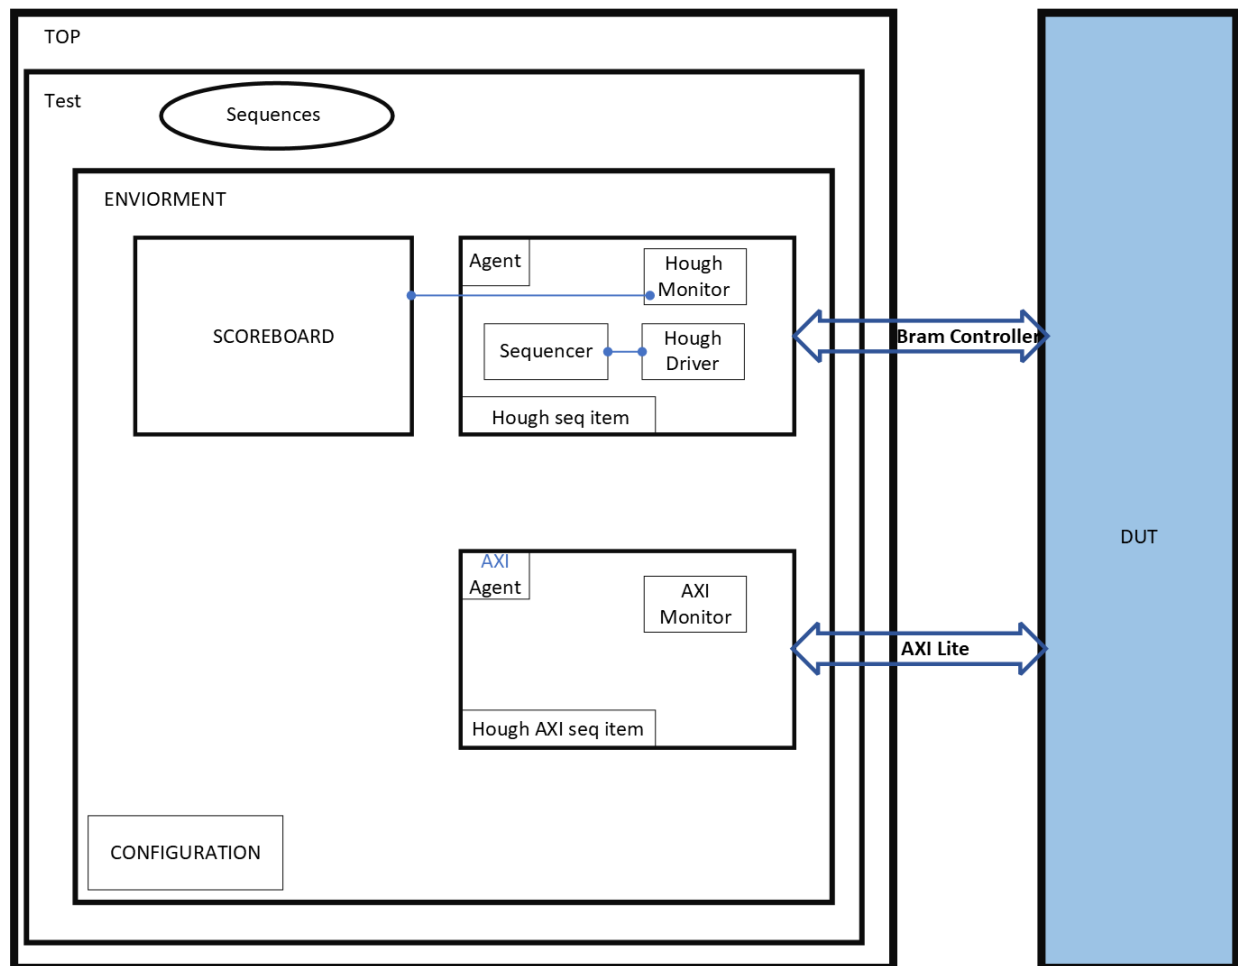 TOP
Test
Sequences
ENVIORMENT
SCOREBOARD
Agent
Hough
Monitor
Sequencer
Hough
Driver
Hough seq item
Bram Controller
DUT
AXI
Agent
AXI
Monitor
Hough AXI seq item
AXI Lite
CONFIGURATION